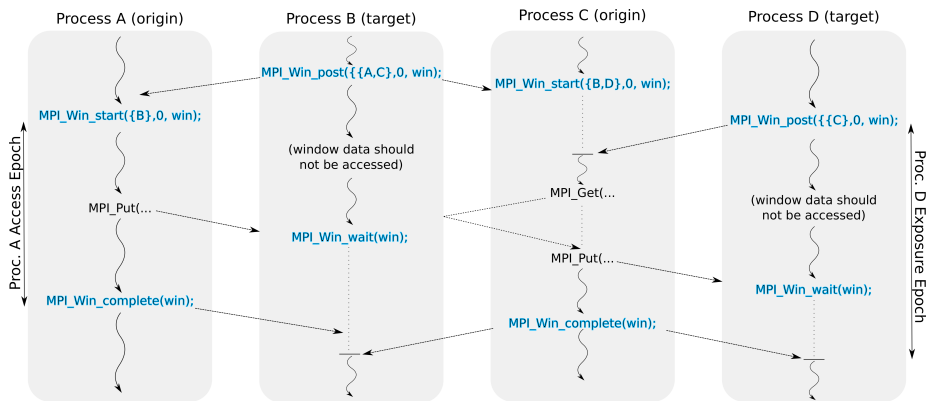 Process A (origin)
Process B (target)
Process C (origin)
Process D (target)
MPI_Win_post({{A,C},0, win);
MPI_Win_start({B,D},0, win);
MPI_Win_start({B},0, win);
MPI_Win_post({{C},0, win);
(window data should
not be accessed)
MPI_Get(...
(window data should
not be accessed)
MPI_Put(...
MPI_Win_wait(win);
MPI_Put(...
MPI_Win_wait(win);
MPI_Win_complete(win);
MPI_Win_complete(win);
Proc. A Access Epoch
Proc. D Exposure Epoch